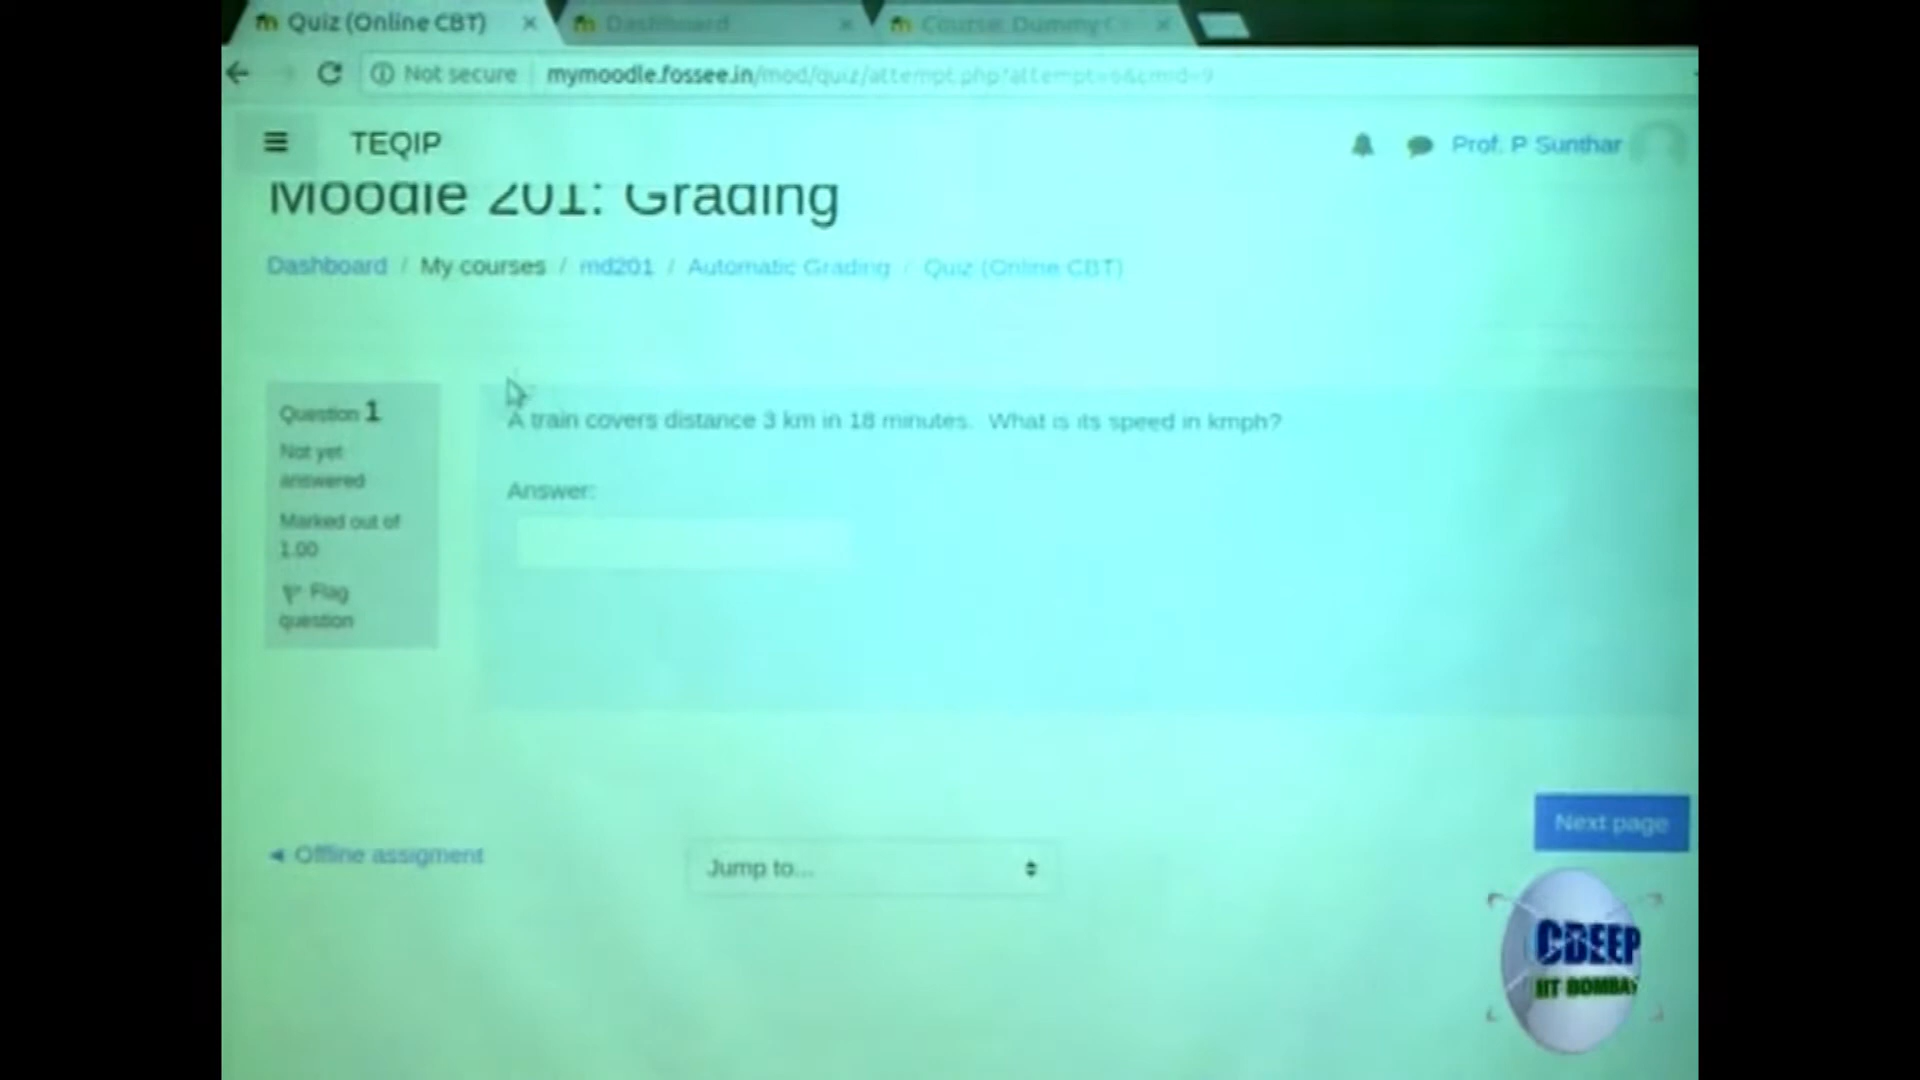 Quiz (Online CBT)
Dashboard
Course: Dummy C
Not secure
mymoodle.fossee.in/mod/quiz/attempt.php?attempt=6&cmid=9
TEQIP
Prof. P Sunthar
Moodle 201: Grading
Dashboard / My courses / md201 / Automatic Grading / Quiz (Online CBT)
Question 1
Not yet
answered
Marked out of
1.00
Flag
question
A train covers distance 3 km in 18 minutes. What is its speed in kmph?
Answer:
Next page
◄ Offline assigment
Jump to...
CDEEP
IIT BOMBAY